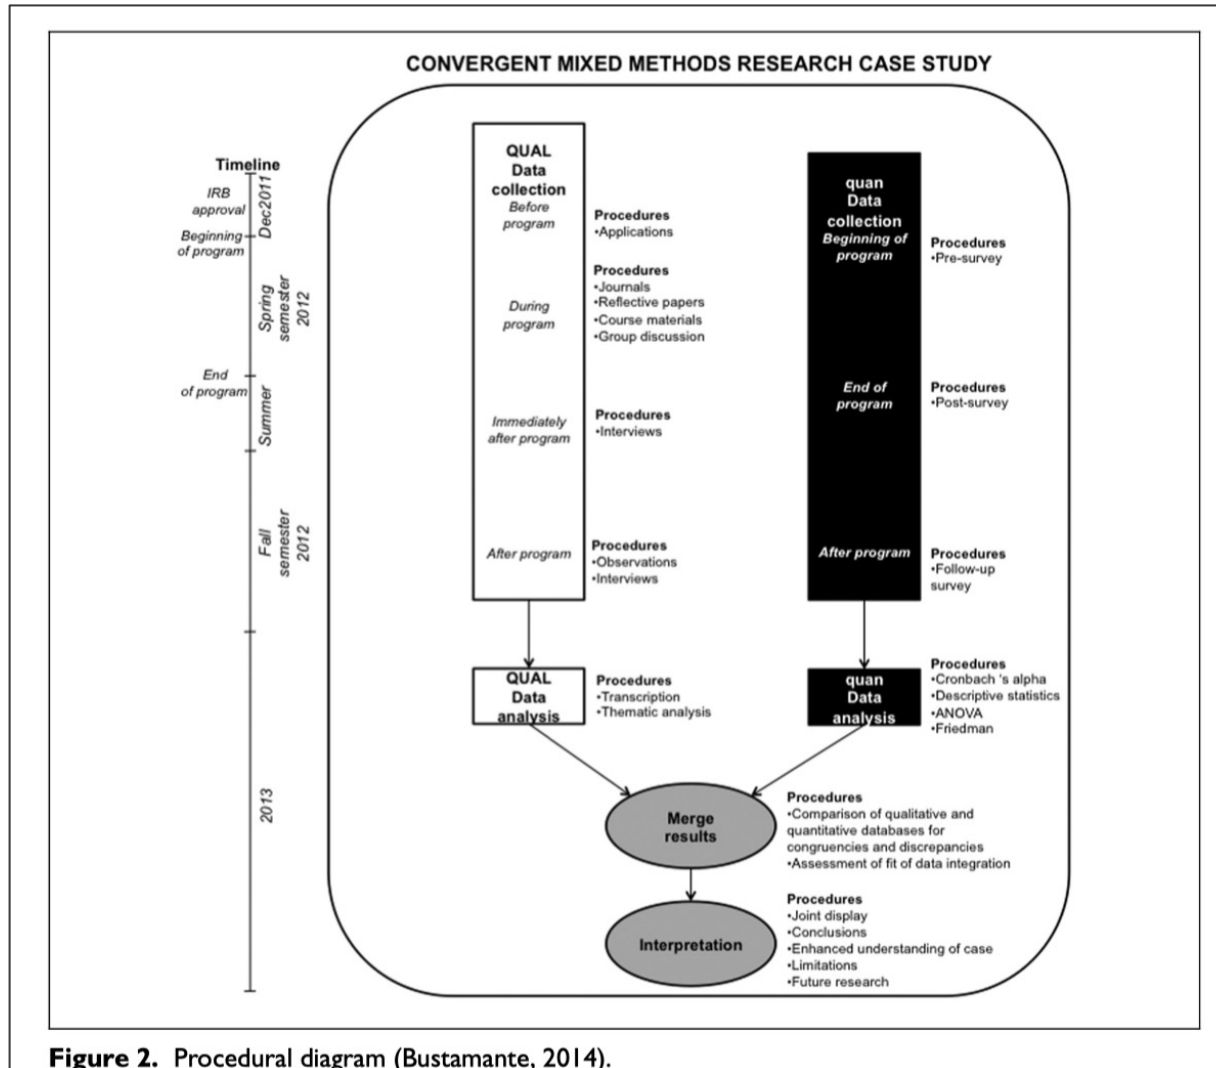 CONVERGENT MIXED METHODS RESEARCH CASE STUDY
Timeline
IRB
approval
Dec2011
Beginning
of program
Spring
semester
2012
End
of program
Summer
Fall
semester
2012
2013
QUAL
Data
collection
Before
program
Procedures
•Applications
During
program
Procedures
•Journals
•Reflective papers
•Course materials
•Group discussion
Immediately
after program
Procedures
•Interviews
After program
Procedures
•Observations
•Interviews
quan
Data
collection
Beginning of
program
Procedures
•Pre-survey
End of
program
Procedures
•Post-survey
After program
Procedures
•Follow-up
survey
QUAL
Data
analysis
Procedures
•Transcription
•Thematic analysis
quan
Data
analysis
Procedures
•Cronbach 's alpha
•Descriptive statistics
•ANOVA
•Friedman
Merge
results
Procedures
•Comparison of qualitative and
quantitative databases for
congruencies and discrepancies
•Assessment of fit of data integration
Interpretation
Procedures
•Joint display
•Conclusions
•Enhanced understanding of case
•Limitations
•Future research
Figure 2. Procedural diagram (Bustamante, 2014).